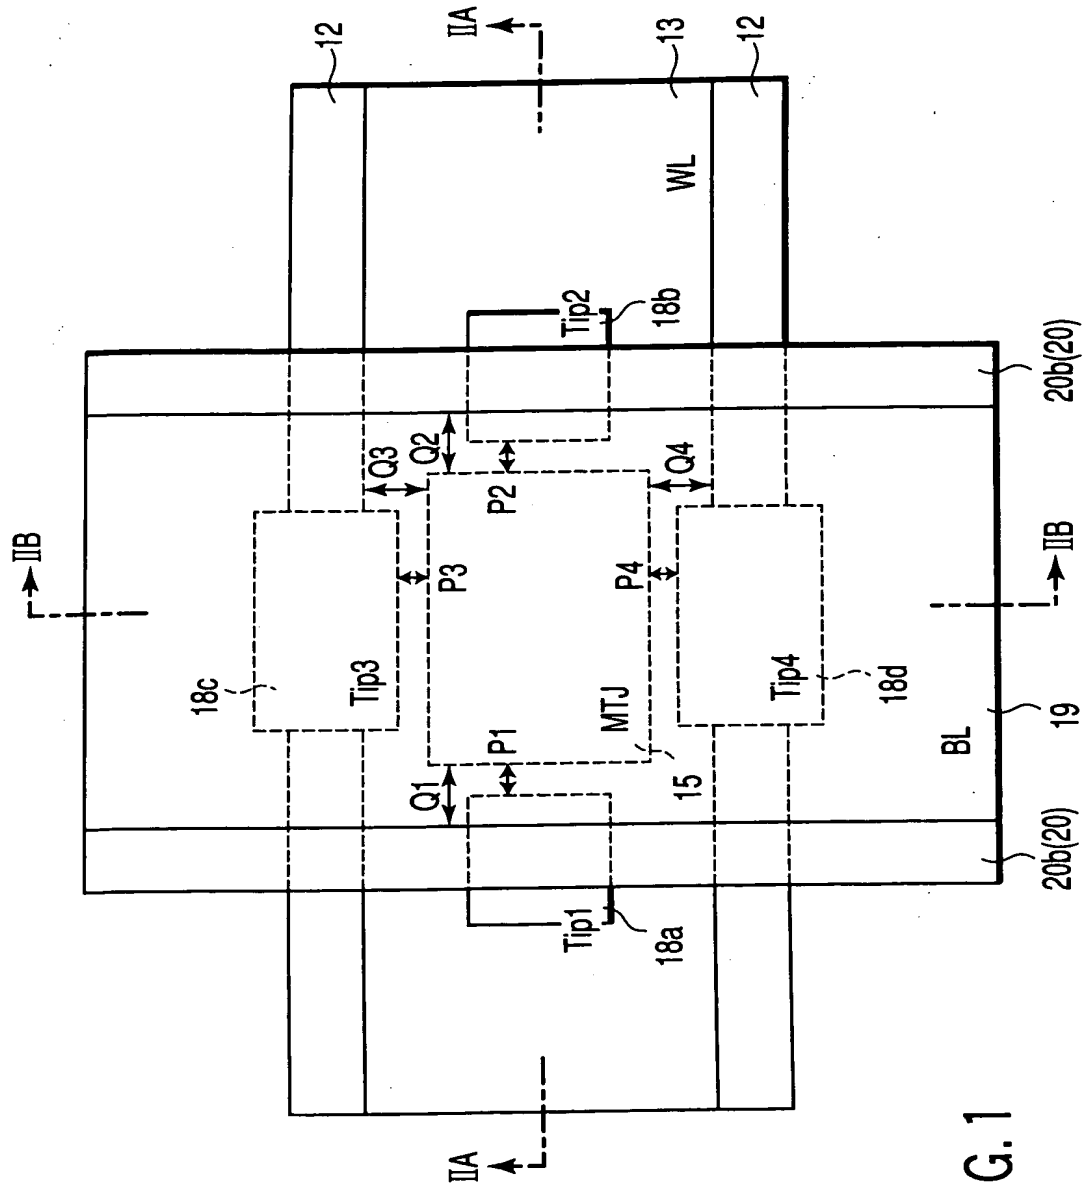 IIA
12
13
12
WL
Tip2
18b
20b(20)
Q3
Q2
Q4
P2
IIB
P3
P4
IIB
18c
Tip3
Tip4
18d
MTJ
15
P1
Q1
BL
19
20b(20)
Tip1
18a
IIA
G. 1